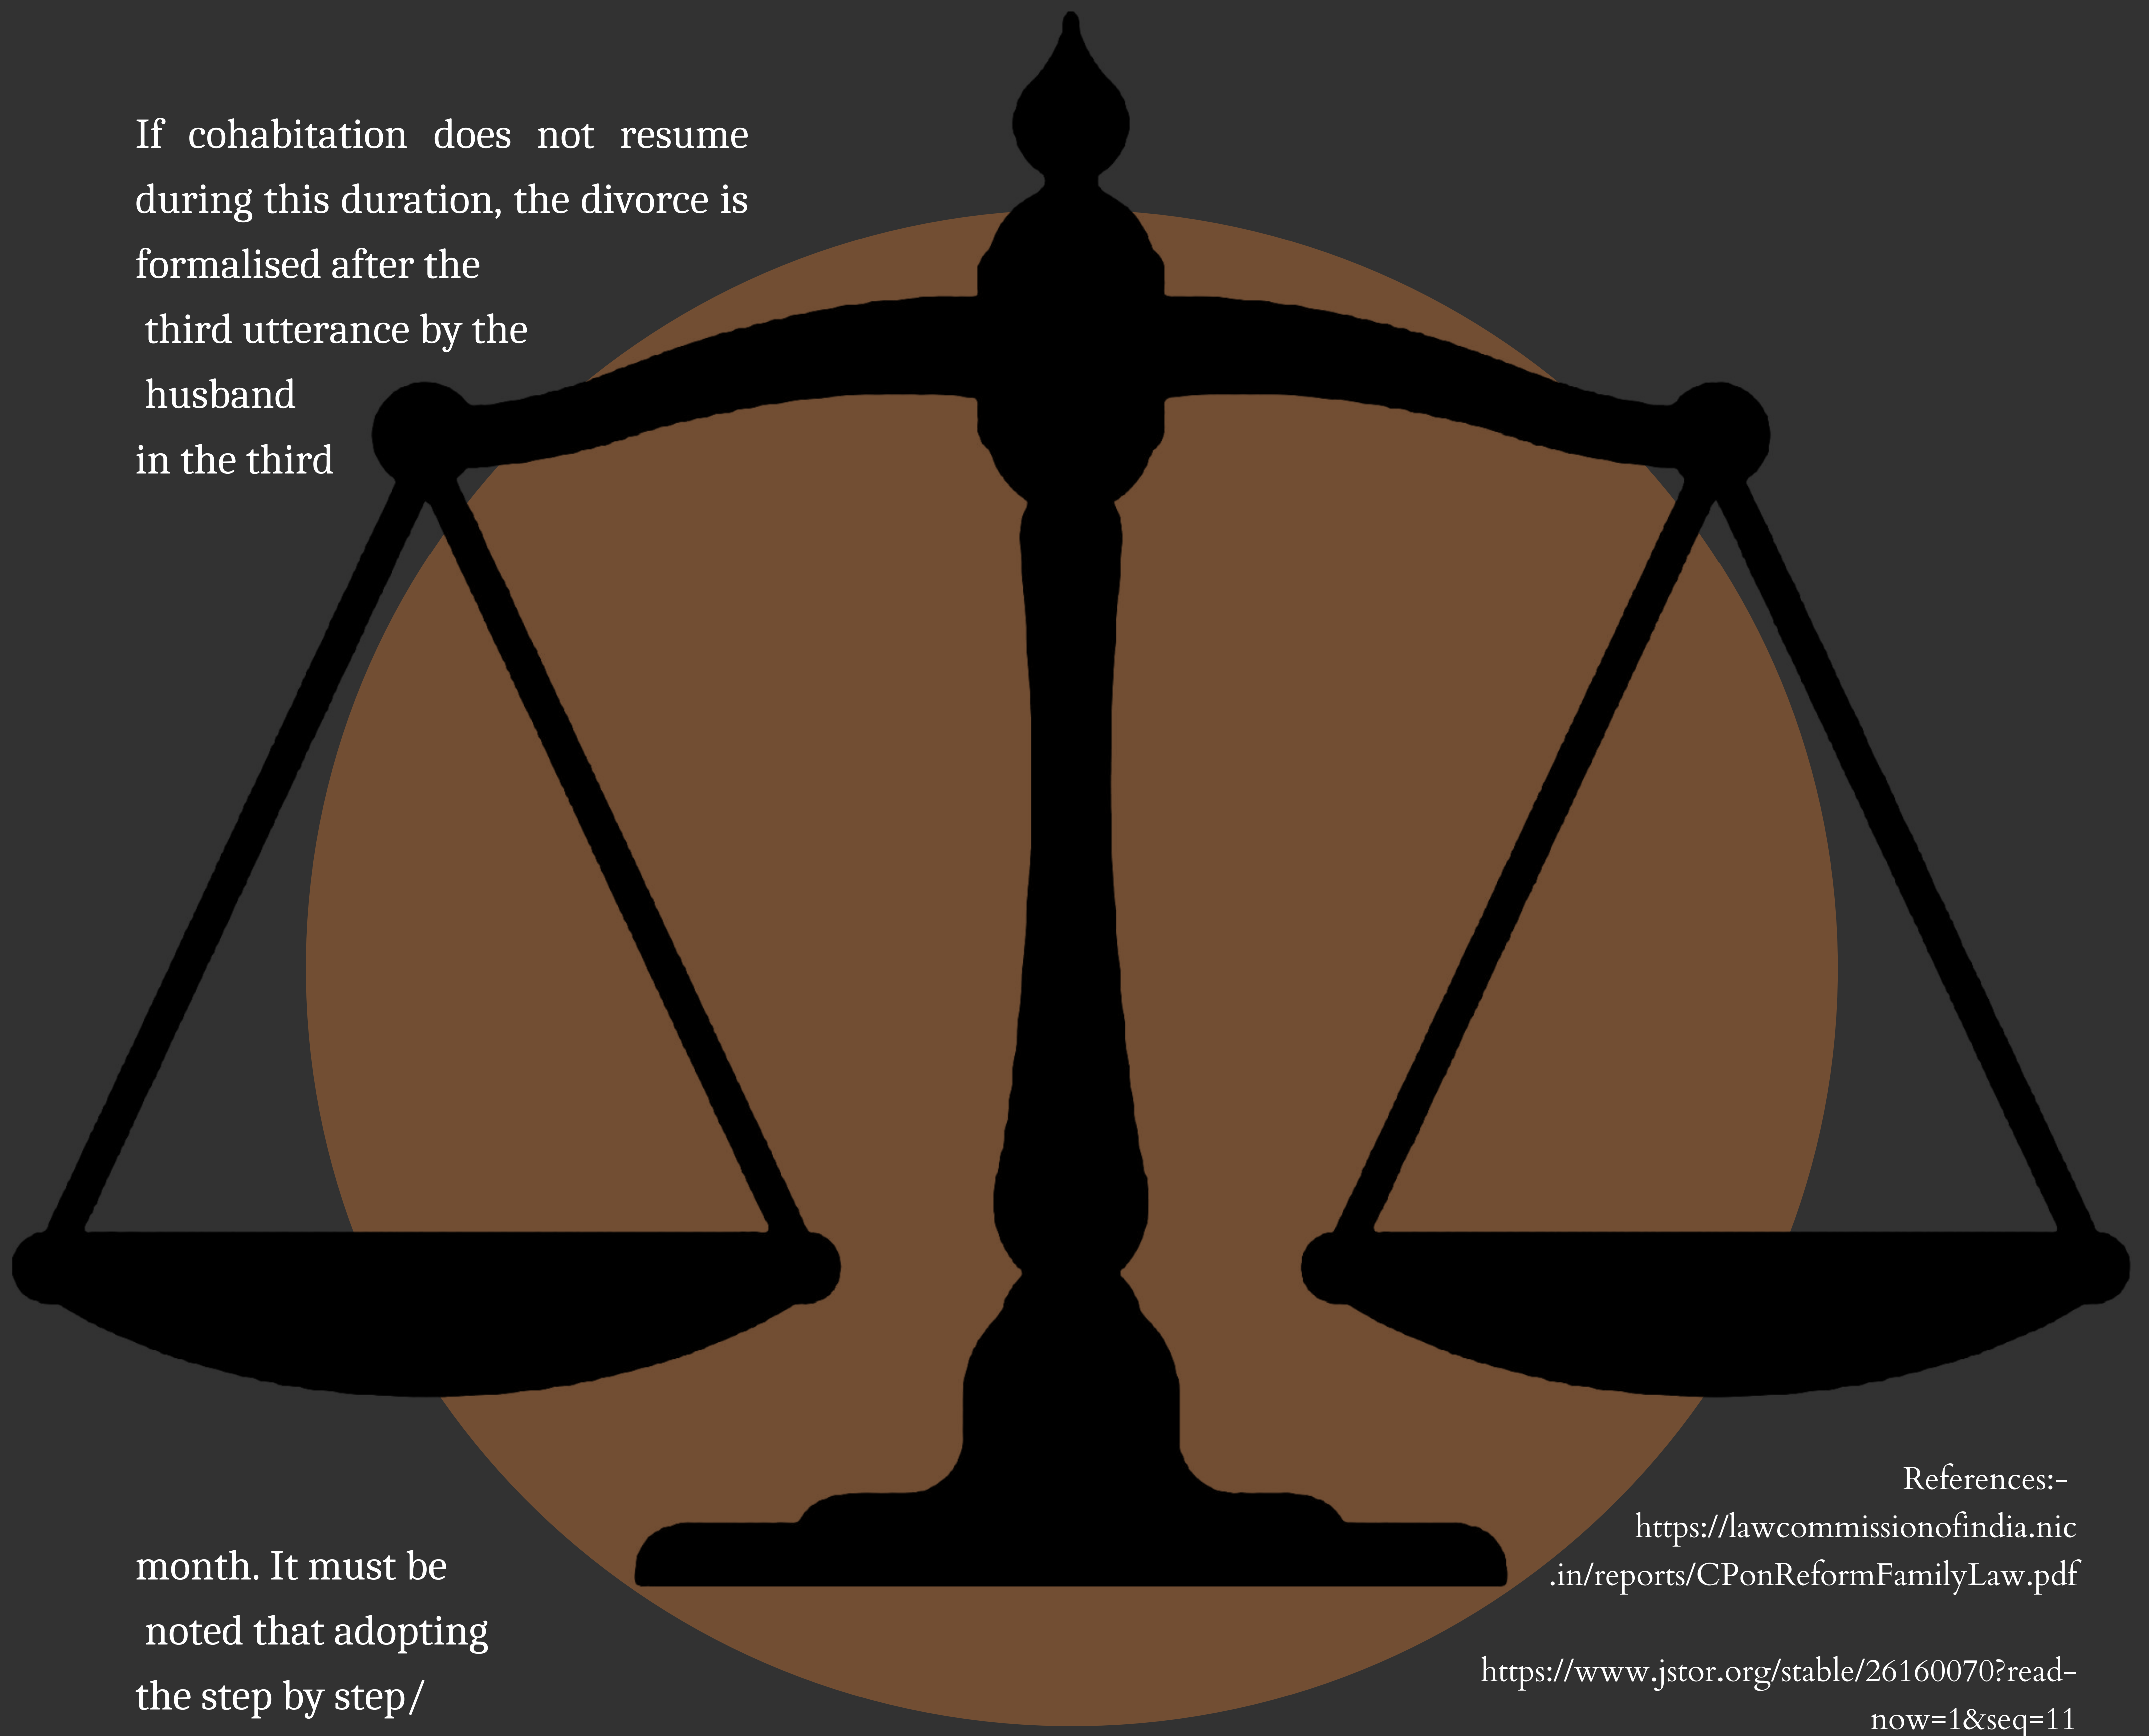 If cohabitation does not resume
during this duration, the divorce is
formalised after the
third utterance by the
husband
in the third
month. It must be
noted that adopting
the step by step/
References:-
https://lawcommissionofindia.nic
.in/reports/CPonReformFamilyLaw.pdf
https://www.jstor.org/stable/26160070?read-
now=1&seq=11